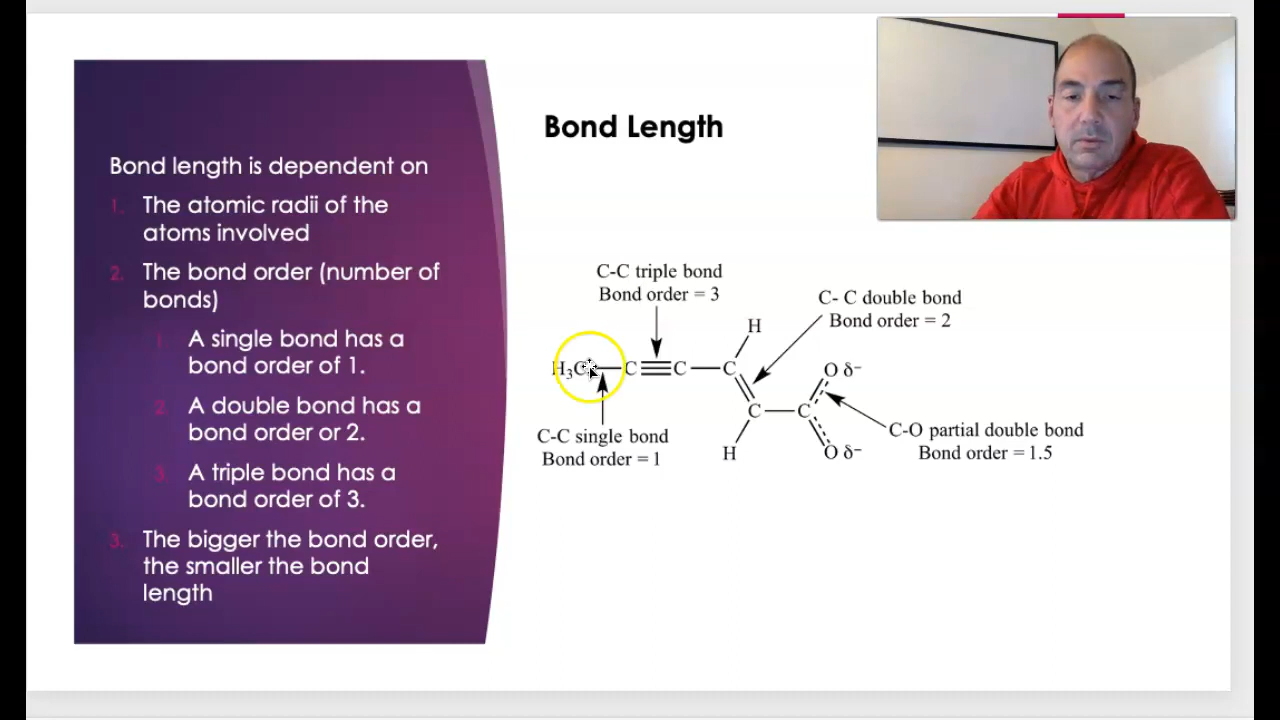 Bond Length
Bond length is dependent on
1. The atomic radii of the
atoms involved
2. The bond order (number of
bonds)
1. A single bond has a
bond order of 1.
2. A double bond has a
bond order or 2.
3. A triple bond has a
bond order of 3.
3. The bigger the bond order,
the smaller the bond
length
C-C triple bond
Bond order = 3
C- C double bond
Bond order = 2
H
H₃C C C C O δ⁻
C C
C-C single bond
Bond order = 1
H O δ⁻
C-O partial double bond
Bond order = 1.5